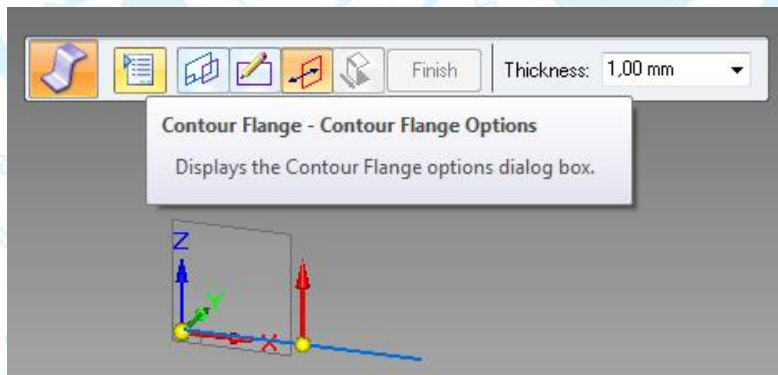 Finish Thickness: 1,00 mm
Contour Flange - Contour Flange Options
Displays the Contour Flange options dialog box.
Z
Y
X